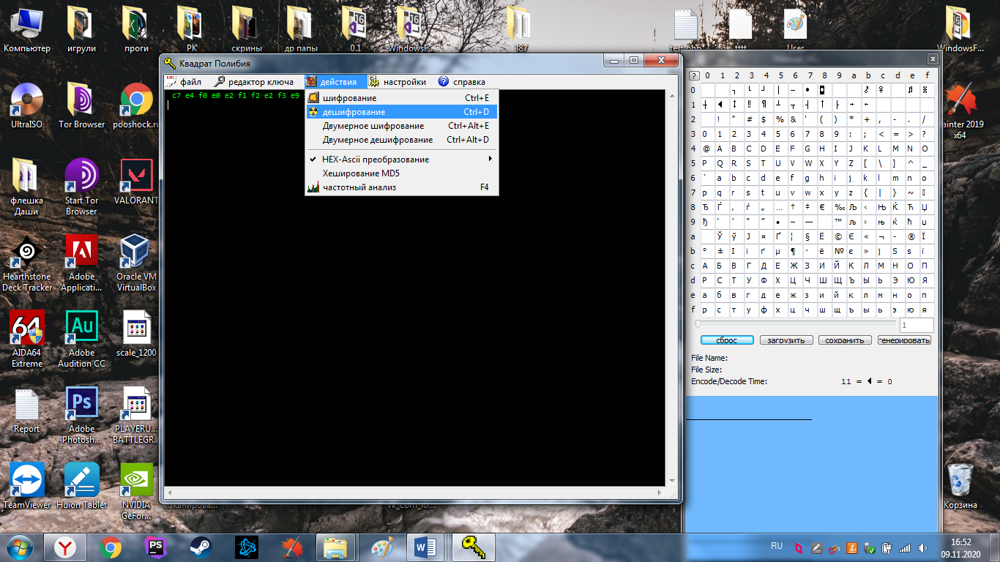 Компьютер
игрули
проги
РК
скрины
др папы
0.1
WindowsF...
387
test.php
tttt
User
WindowsF...
UltraISO
Tor Browser
флешка
Даши
Start Tor
Browser
VALORANT
Hearthstone
Deck Tracker
Adobe
Applicati...
Oracle VM
VirtualBox
AIDA64
Extreme
Adobe
Audition CC
scale_1200
Report
Adobe
Photosh...
PLAYERU...
BATTLEGR...
TeamViewer
Huion Tablet
NVIDIA
GeFor...
2019
x64
Корзина
Квадрат Полибия
файл редактор ключа действия настройки справка
c7 e4 f0 e0 e2 f1 f2 e2 f3 e9
шифрование Ctrl+E
дешифрование Ctrl+D
Двумерное шифрование Ctrl+Alt+E
Двумерное дешифрование Ctrl+Alt+D
HEX-Ascii преобразование
Хеширование MD5
частотный анализ F4
? 0 1 2 3 4 5 6 7 8 9 a b c d e f
0
1
2 ! " # $ % & ' ( ) * + , - . /
3 0 1 2 3 4 5 6 7 8 9 : ; < = > ?
4 @ A B C D E F G H I J K L M N O
5 P Q R S T U V W X Y Z [ \ ] ^ _
6 ` a b c d e f g h i j k l m n o
7 p q r s t u v w x y z { | } ~
8 Ђ Ѓ ‚ ѓ „ … † ‡ € ‰ Љ ‹ Њ Ќ Ћ Џ
9 ђ ‘ ’ “ ” • – — ™ љ › њ ќ ћ џ
a Ў ў Ј ¤ Ґ ¦ § Ё © Є « ¬ - ® Ї
b ° ± І і ґ µ ¶ · ё № є » ј Ѕ ѕ ї
c А Б В Г Д Е Ж З И Й К Л М Н О П
d Р С Т У Ф Х Ц Ч Ш Щ Ъ Ы Ь Э Ю Я
e а б в г д е ж з и й к л м н о п
f р с т у ф х ц ч ш щ ъ ы ь э ю я
1
сброс загрузить сохранить генерировать
File Name:
File Size:
Encode/Decode Time: 11 = ◄ = 0
RU
16:52
09.11.2020